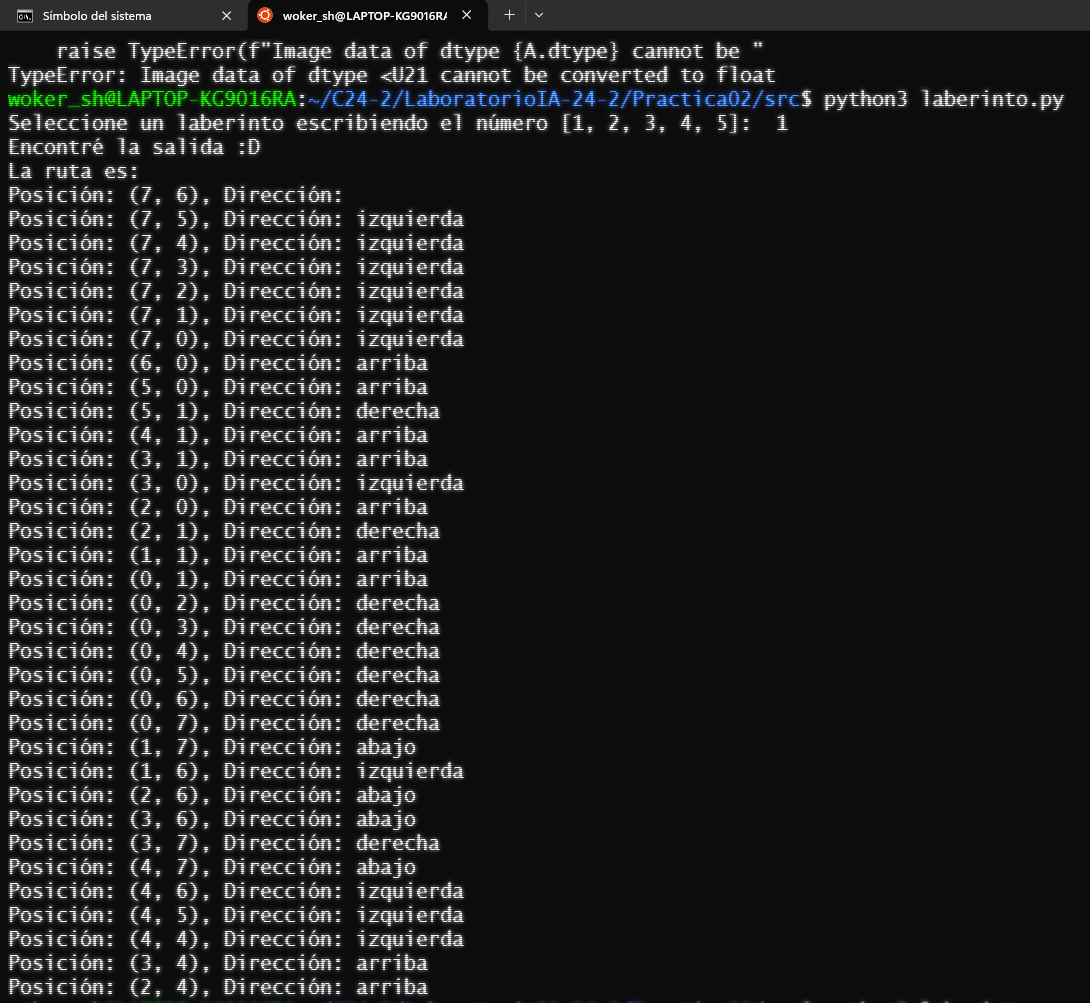 Símbolo del sistema
woker_sh@LAPTOP-KG9016RA
raise TypeError(f"Image data of dtype {A.dtype} cannot be "
TypeError: Image data of dtype <U21 cannot be converted to float
woker_sh@LAPTOP-KG9016RA:~/C24-2/LaboratorioIA-24-2/Practica02/src$ python3 laberinto.py
Seleccione un laberinto escribiendo el número [1, 2, 3, 4, 5]:  1
Encontré la salida :D
La ruta es:
Posición: (7, 6), Dirección:
Posición: (7, 5), Dirección: izquierda
Posición: (7, 4), Dirección: izquierda
Posición: (7, 3), Dirección: izquierda
Posición: (7, 2), Dirección: izquierda
Posición: (7, 1), Dirección: izquierda
Posición: (7, 0), Dirección: izquierda
Posición: (6, 0), Dirección: arriba
Posición: (5, 0), Dirección: arriba
Posición: (5, 1), Dirección: derecha
Posición: (4, 1), Dirección: arriba
Posición: (3, 1), Dirección: arriba
Posición: (3, 0), Dirección: izquierda
Posición: (2, 0), Dirección: arriba
Posición: (2, 1), Dirección: derecha
Posición: (1, 1), Dirección: arriba
Posición: (0, 1), Dirección: arriba
Posición: (0, 2), Dirección: derecha
Posición: (0, 3), Dirección: derecha
Posición: (0, 4), Dirección: derecha
Posición: (0, 5), Dirección: derecha
Posición: (0, 6), Dirección: derecha
Posición: (0, 7), Dirección: derecha
Posición: (1, 7), Dirección: abajo
Posición: (1, 6), Dirección: izquierda
Posición: (2, 6), Dirección: abajo
Posición: (3, 6), Dirección: abajo
Posición: (3, 7), Dirección: derecha
Posición: (4, 7), Dirección: abajo
Posición: (4, 6), Dirección: izquierda
Posición: (4, 5), Dirección: izquierda
Posición: (4, 4), Dirección: izquierda
Posición: (3, 4), Dirección: arriba
Posición: (2, 4), Dirección: arriba